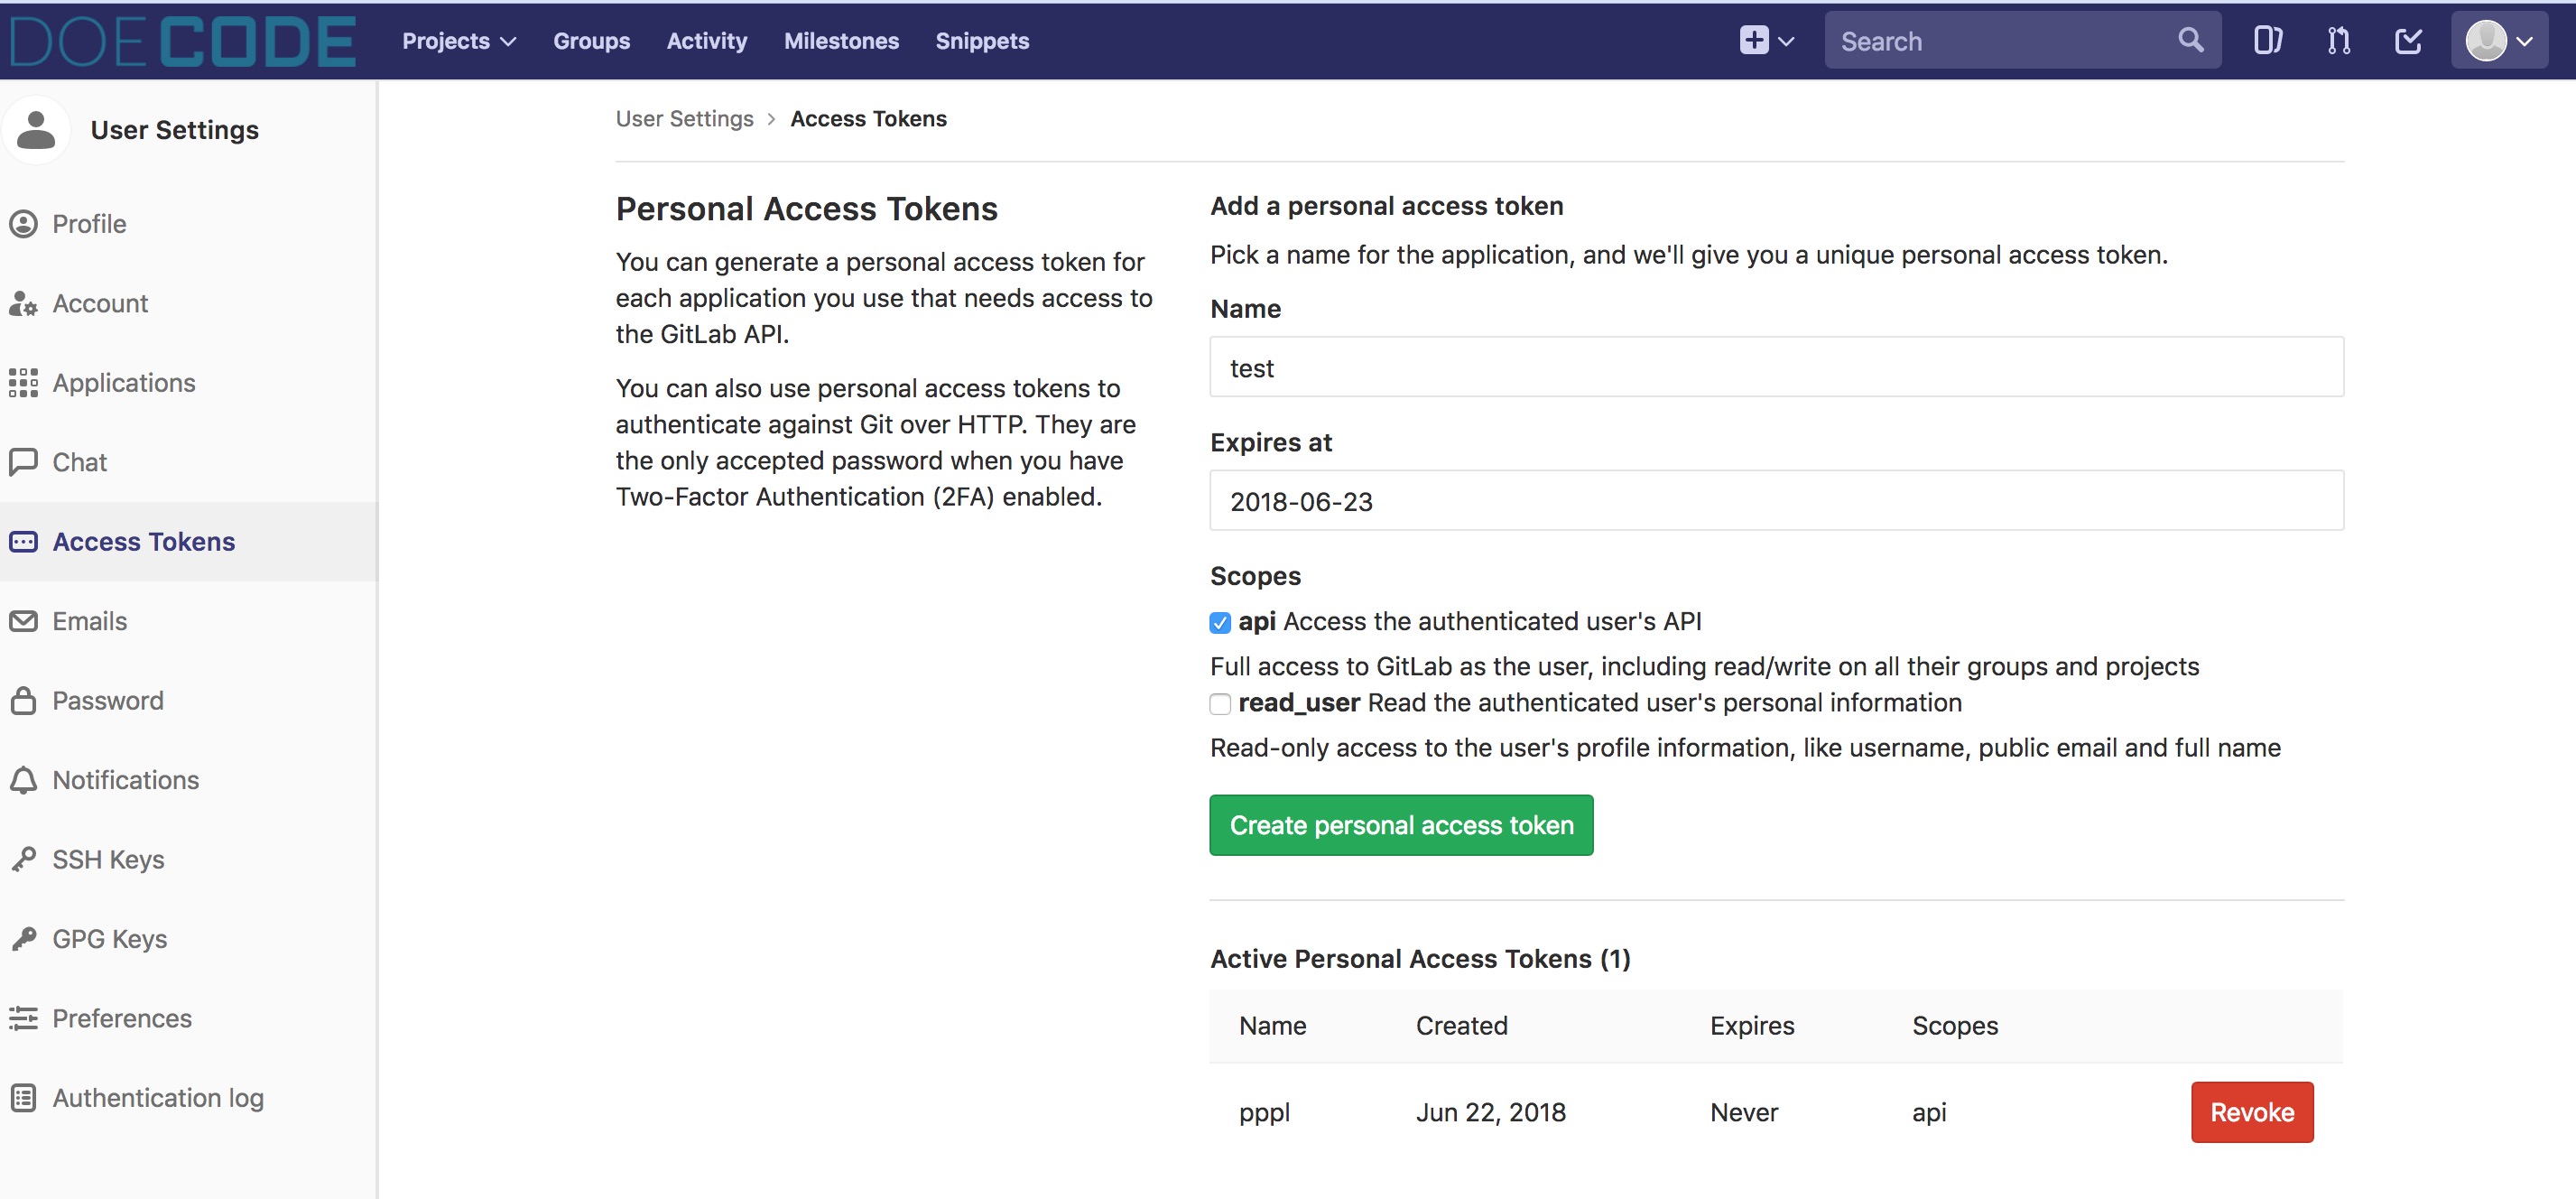 DOECODE Projects Groups Activity Milestones Snippets Search
User Settings
Profile
Account
Applications
Chat
Access Tokens
Emails
Password
Notifications
SSH Keys
GPG Keys
Preferences
Authentication log
User Settings > Access Tokens
Personal Access Tokens
You can generate a personal access token for
each application you use that needs access to
the GitLab API.
You can also use personal access tokens to
authenticate against Git over HTTP. They are
the only accepted password when you have
Two-Factor Authentication (2FA) enabled.
Add a personal access token
Pick a name for the application, and we'll give you a unique personal access token.
Name
test
Expires at
2018-06-23
Scopes
api Access the authenticated user's API
Full access to GitLab as the user, including read/write on all their groups and projects
read_user Read the authenticated user's personal information
Read-only access to the user's profile information, like username, public email and full name
Create personal access token
Active Personal Access Tokens (1)
Name Created Expires Scopes
pppl Jun 22, 2018 Never api Revoke